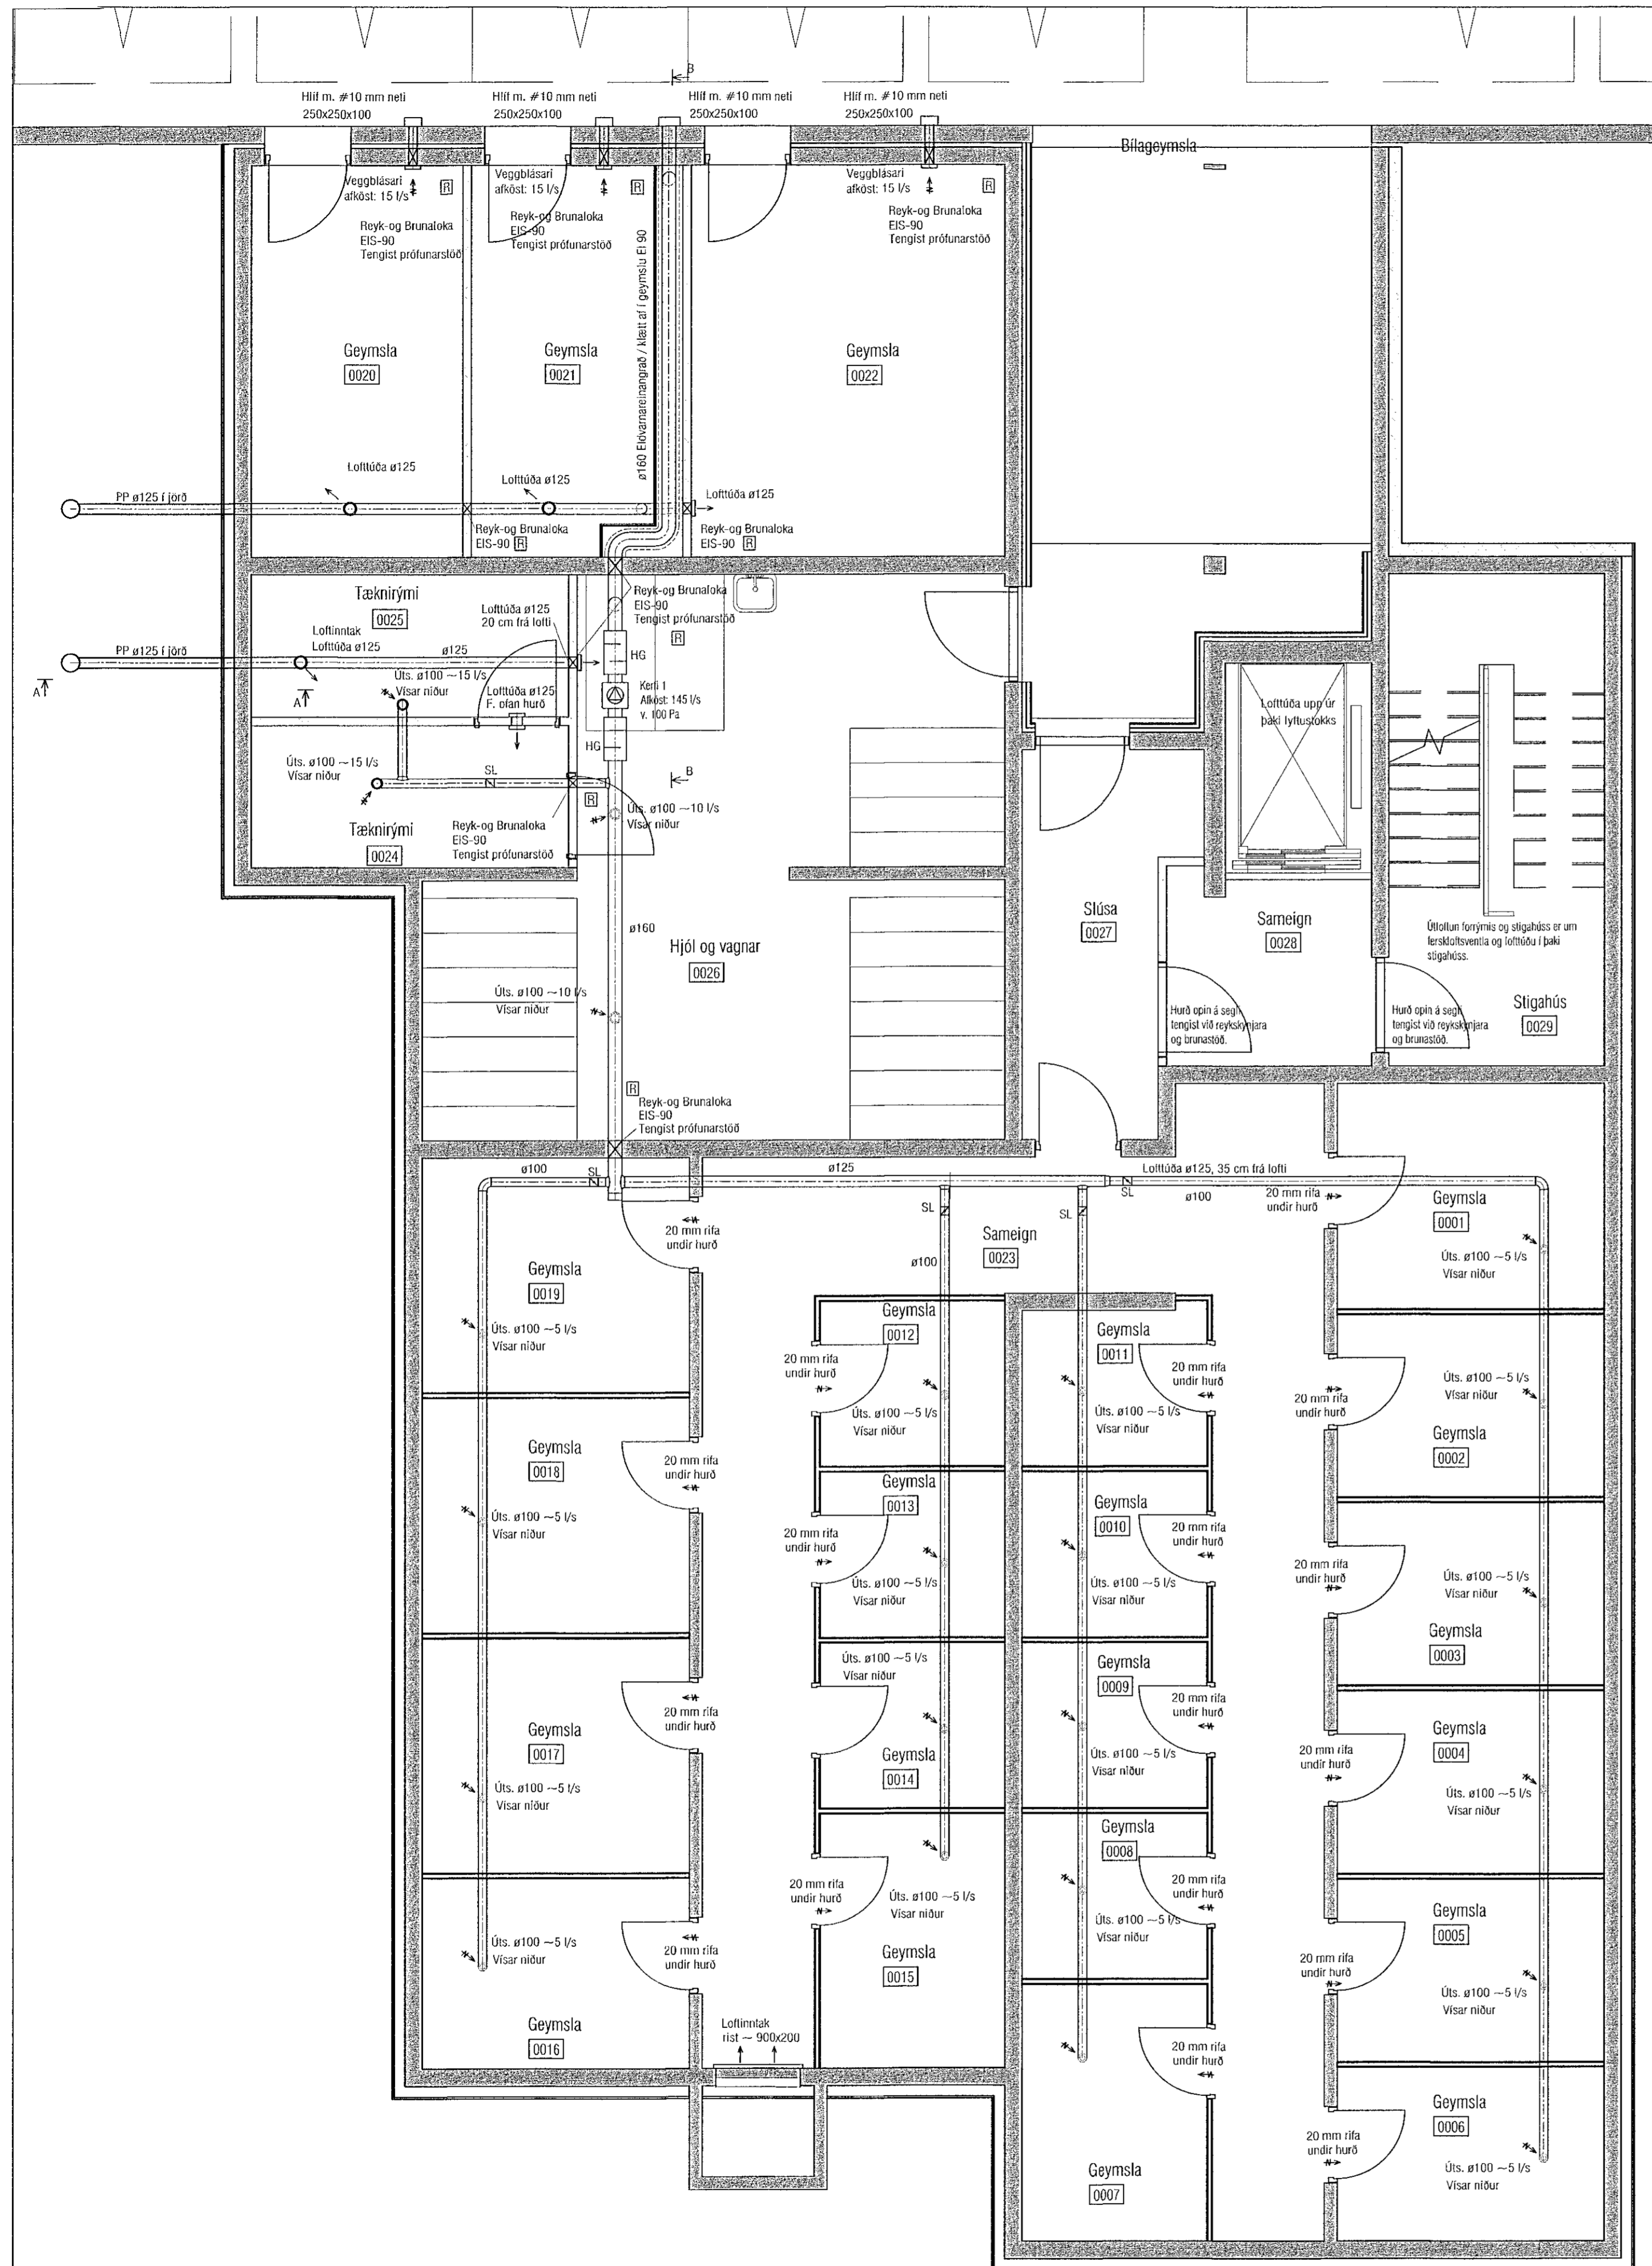 B
Hlíf m. #10 mm neti
250x250x100
Hlíf m. #10 mm neti
250x250x100
Hlíf m. #10 mm neti
250x250x100
Hlíf m. #10 mm neti
250x250x100
Bílageymsla
Veggblásari
afköst: 15 l/s
R
Reyk-og Brunaloka
EIS-90
Tengist prófunarstöð
Veggblásari
afköst: 15 l/s
R
Reyk-og Brunaloka
EIS-90
Tengist prófunarstöð
Veggblásari
afköst: 15 l/s
R
Reyk-og Brunaloka
EIS-90
Tengist prófunarstöð
ø160 Eldvarnareinangrað / klætt af í geymslu EI 90
Geymsla
0020
Geymsla
0021
Geymsla
0022
Lofttúða ø125
Lofttúða ø125
Lofttúða ø125
PP ø125 í jörð
Reyk-og Brunaloka
EIS-90 R
Reyk-og Brunaloka
EIS-90 R
Tæknirými
0025
Lofttúða ø125
20 cm frá lofti
Reyk-og Brunaloka
EIS-90
Tengist prófunarstöð
R
Loftinntak
Lofttúða ø125
ø125
PP ø125 í jörð
HG
A
A
Úts. ø100 ~15 l/s
Vísar niður
Lofttúða ø125
F. ofan hurð
Kerfi 1
Afköst: 145 l/s
v. 100 Pa
HG
Lofttúða upp úr
þaki lyftustokks
Úts. ø100 ~15 l/s
Vísar niður
SL
B
R
Úts. ø100 ~10 l/s
Vísar niður
Tæknirými
0024
Reyk-og Brunaloka
EIS-90
Tengist prófunarstöð
ø160
Hjól og vagnar
0026
Slúsa
0027
Sameign
0028
Útloftun forrýmis og stigahúss er um
ferskloftsventla og lofttúðu í þaki
stigahúss.
Úts. ø100 ~10 l/s
Vísar niður
Hurð opin á segli
tengist við reykskynjara
og brunastöð.
Hurð opin á segli
tengist við reykskynjara
og brunastöð.
Stigahús
0029
R
Reyk-og Brunaloka
EIS-90
Tengist prófunarstöð
ø100
SL
ø125
Lofttúða ø125, 35 cm frá lofti
SL
ø100
20 mm rifa
undir hurð
Geymsla
0001
SL
SL
20 mm rifa
undir hurð
Sameign
0023
ø100
Úts. ø100 ~5 l/s
Vísar niður
Geymsla
0019
Úts. ø100 ~5 l/s
Vísar niður
Geymsla
0012
Geymsla
0011
20 mm rifa
undir hurð
20 mm rifa
undir hurð
20 mm rifa
undir hurð
Úts. ø100 ~5 l/s
Vísar niður
Úts. ø100 ~5 l/s
Vísar niður
Úts. ø100 ~5 l/s
Vísar niður
Geymsla
0002
Geymsla
0018
20 mm rifa
undir hurð
Úts. ø100 ~5 l/s
Vísar niður
Geymsla
0013
Geymsla
0010
20 mm rifa
undir hurð
20 mm rifa
undir hurð
20 mm rifa
undir hurð
Úts. ø100 ~5 l/s
Vísar niður
Úts. ø100 ~5 l/s
Vísar niður
Úts. ø100 ~5 l/s
Vísar niður
Geymsla
0003
Úts. ø100 ~5 l/s
Vísar niður
Geymsla
0009
20 mm rifa
undir hurð
20 mm rifa
undir hurð
Geymsla
0017
Geymsla
0014
Úts. ø100 ~5 l/s
Vísar niður
20 mm rifa
undir hurð
Geymsla
0004
Úts. ø100 ~5 l/s
Vísar niður
Úts. ø100 ~5 l/s
Vísar niður
Geymsla
0008
20 mm rifa
undir hurð
20 mm rifa
undir hurð
Úts. ø100 ~5 l/s
Vísar niður
Úts. ø100 ~5 l/s
Vísar niður
Geymsla
0005
Úts. ø100 ~5 l/s
Vísar niður
20 mm rifa
undir hurð
Geymsla
0015
20 mm rifa
undir hurð
Úts. ø100 ~5 l/s
Vísar niður
Geymsla
0016
Loftinntak
rist ~ 900x200
20 mm rifa
undir hurð
Geymsla
0006
20 mm rifa
undir hurð
Úts. ø100 ~5 l/s
Vísar niður
Geymsla
0007